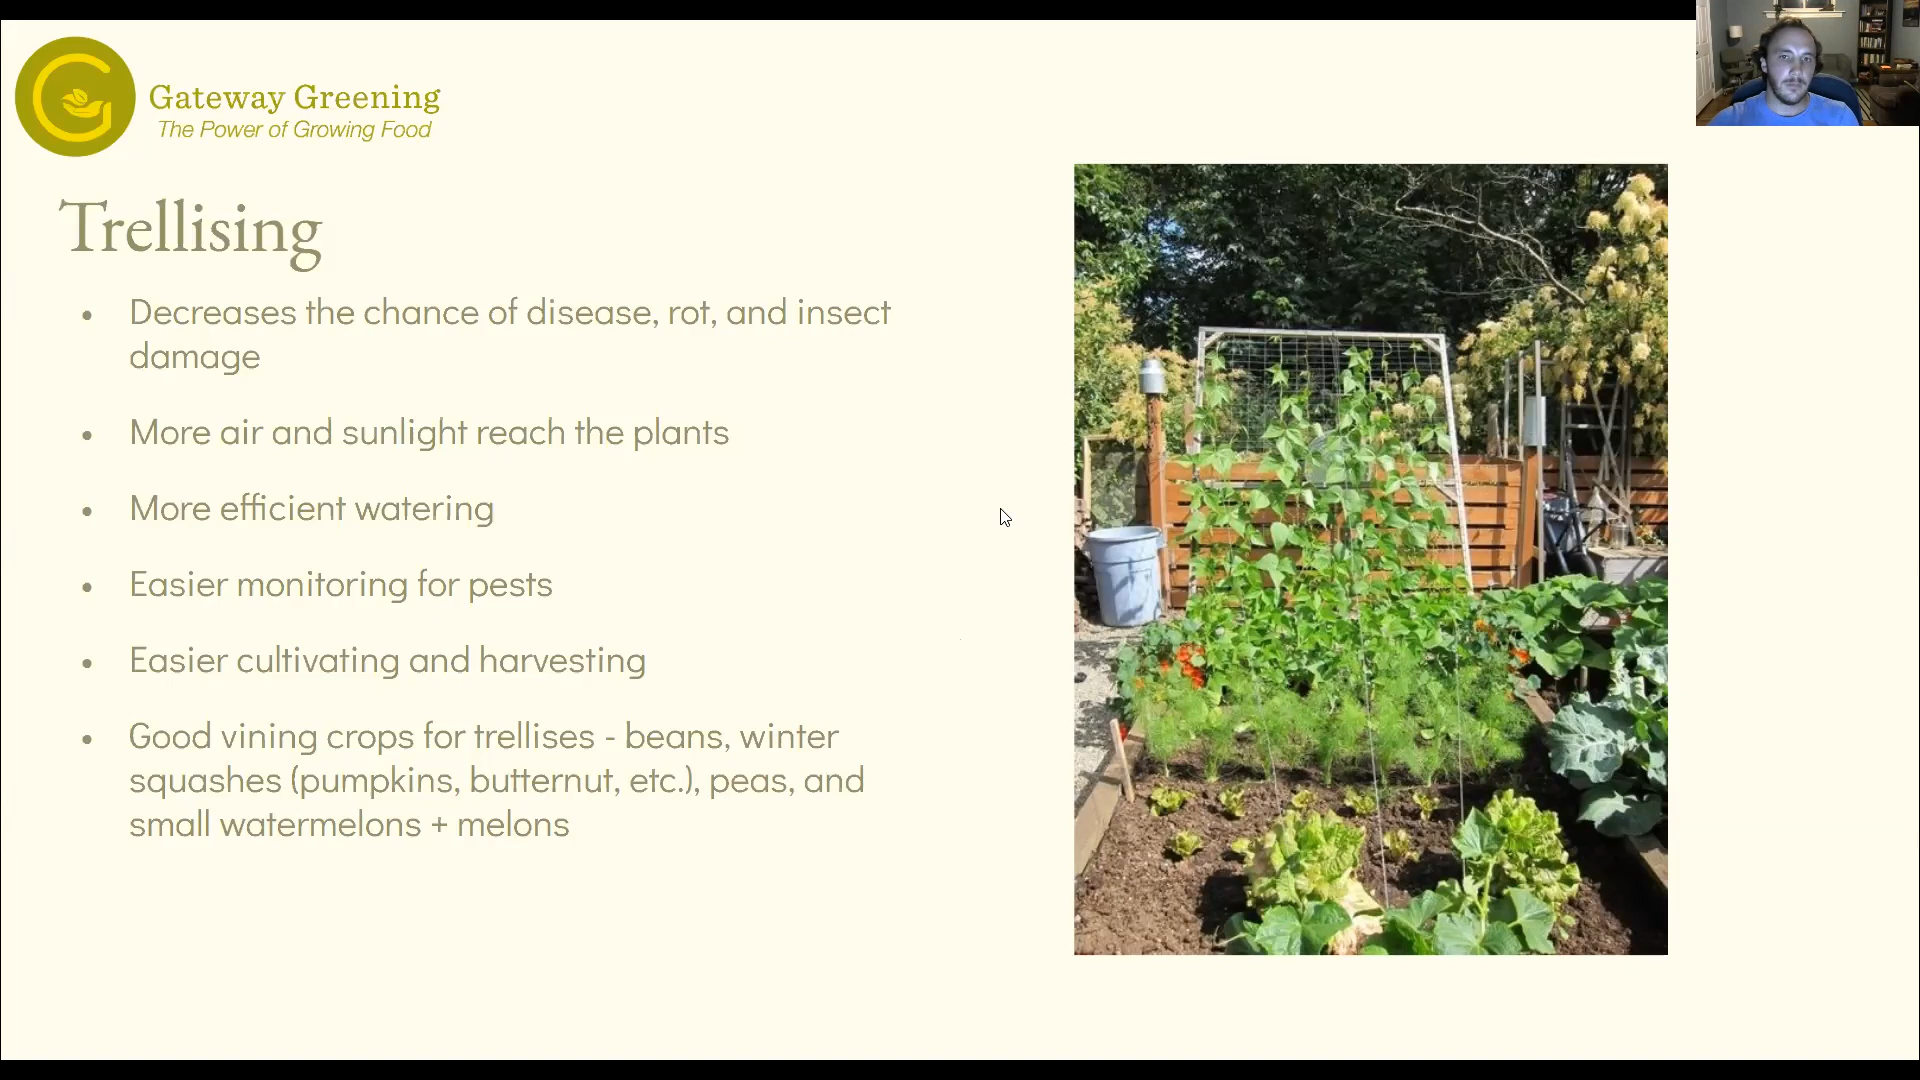 Gateway Greening
The Power of Growing Food
Trellising
• Decreases the chance of disease, rot, and insect
damage
• More air and sunlight reach the plants
• More efficient watering
• Easier monitoring for pests
• Easier cultivating and harvesting
• Good vining crops for trellises - beans, winter
squashes (pumpkins, butternut, etc.), peas, and
small watermelons + melons